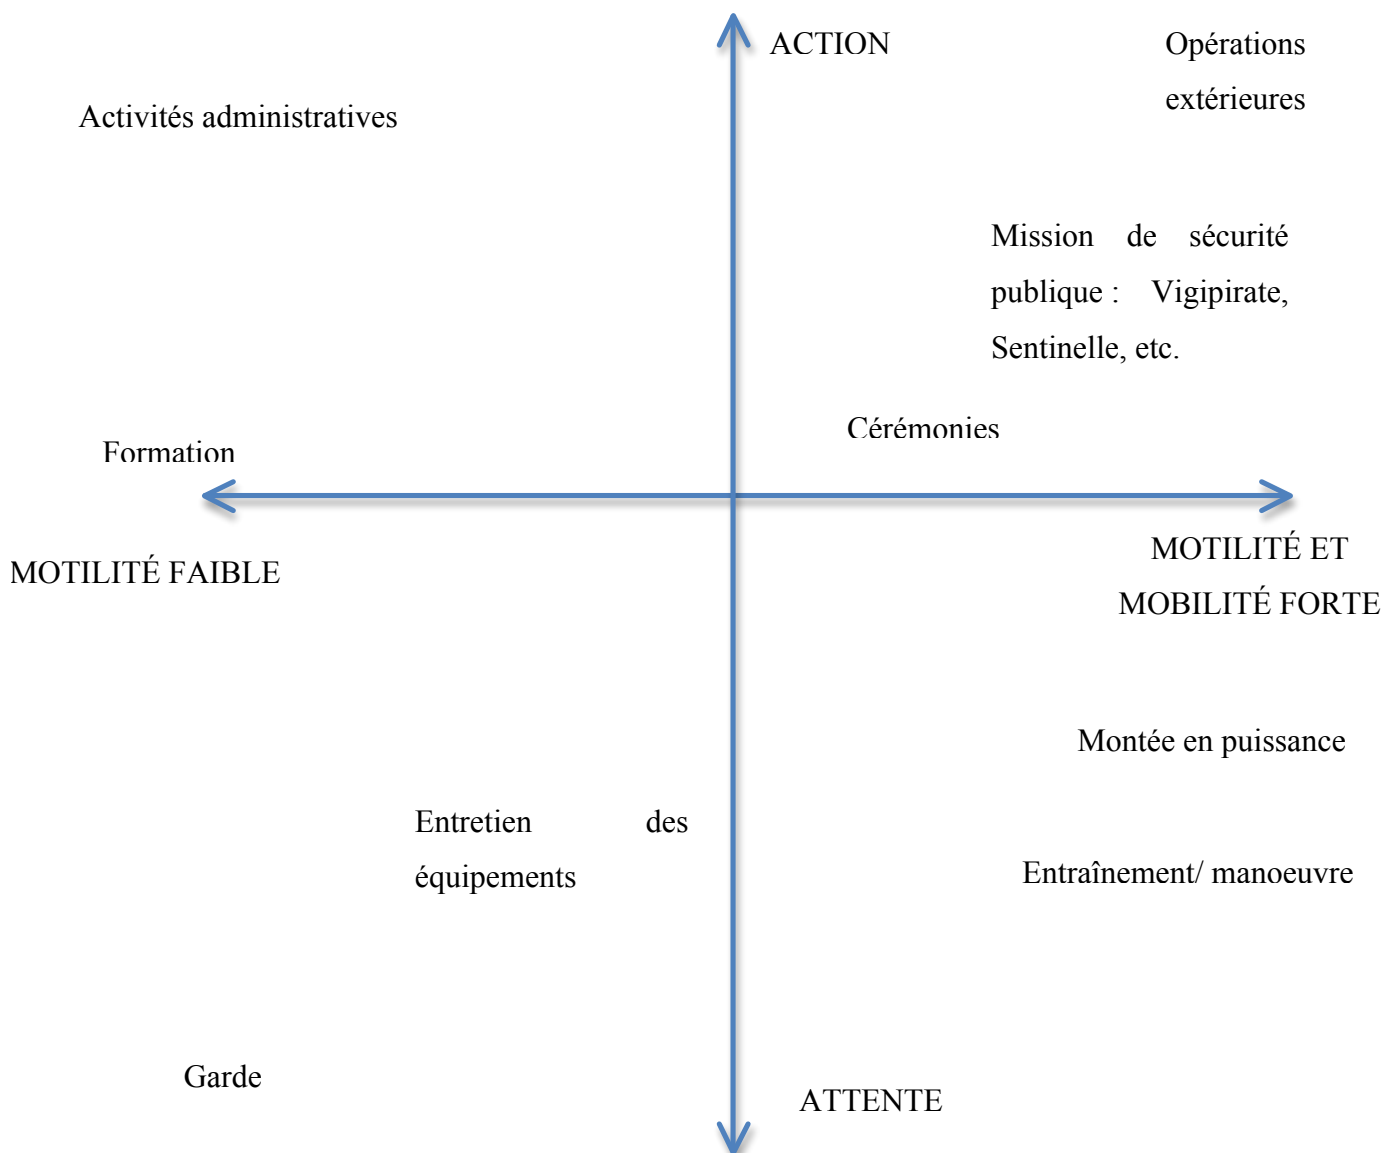 ACTION
Opérations
extérieures
Activités administratives
Mission de sécurité
publique : Vigipirate,
Sentinelle, etc.
Cérémonies
Formation
MOTILITÉ FAIBLE
MOTILITÉ ET
MOBILITÉ FORTE
Montée en puissance
Entretien des
équipements
Entraînement/ manoeuvre
Garde
ATTENTE